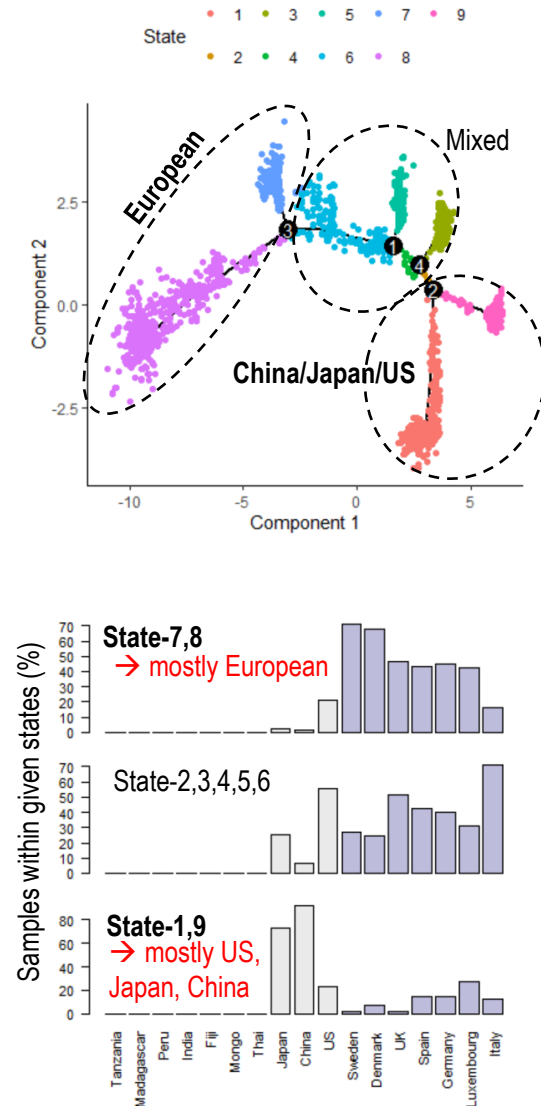 State
1 3 5 7 9
2 4 6 8
Component 2
2.5
0.0
-2.5
European
Mixed
China/Japan/US
3
1
4
2
-10 -5 0 5
Component 1
Samples within given states (%)
70
60
50
40
30
20
10
0
State-7,8
→ mostly European
70
60
50
40
30
20
10
0
State-2,3,4,5,6
80
60
40
20
0
State-1,9
→ mostly US,
Japan, China
Tanzania
Madagascar
Peru
India
Fiji
Mongo
Thai
Japan
China
US
Sweden
Denmark
UK
Spain
Germany
Luxembourg
Italy